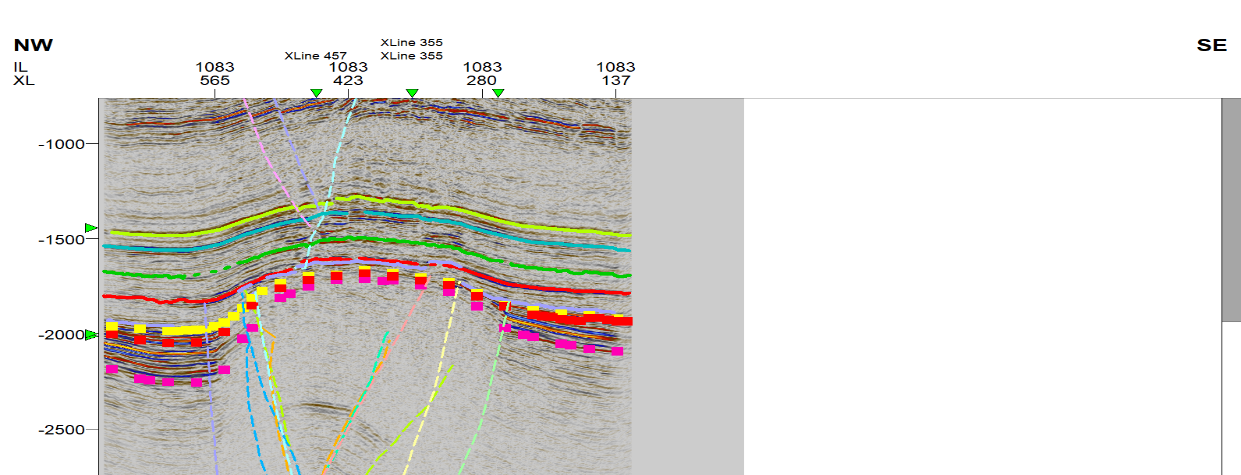 XLine 355
NW SE
XLine 457 XLine 355
IL 1083 1083 1083 1083
XL 565 423 280 137
-1000
-1500
-2000
-2500